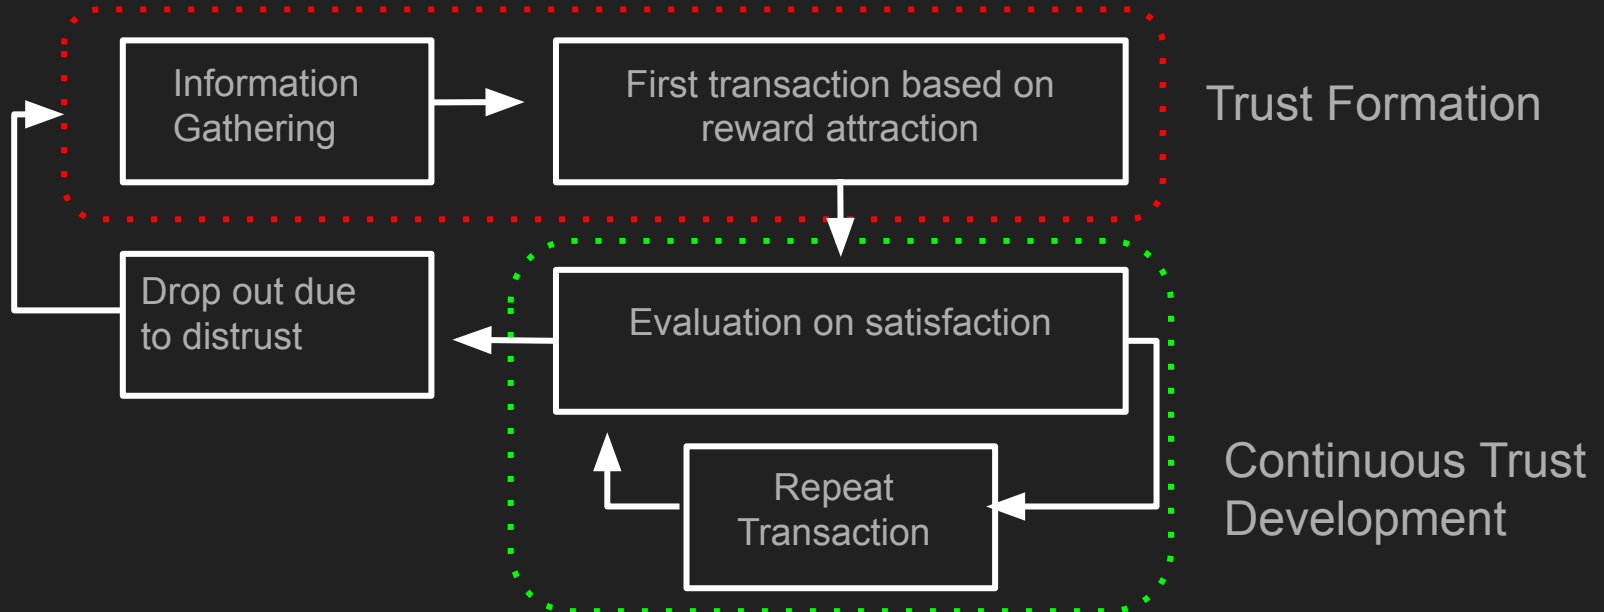 Information
Gathering
First transaction based on
reward attraction
Trust Formation
Drop out due
to distrust
Evaluation on satisfaction
Repeat
Transaction
Continuous Trust
Development